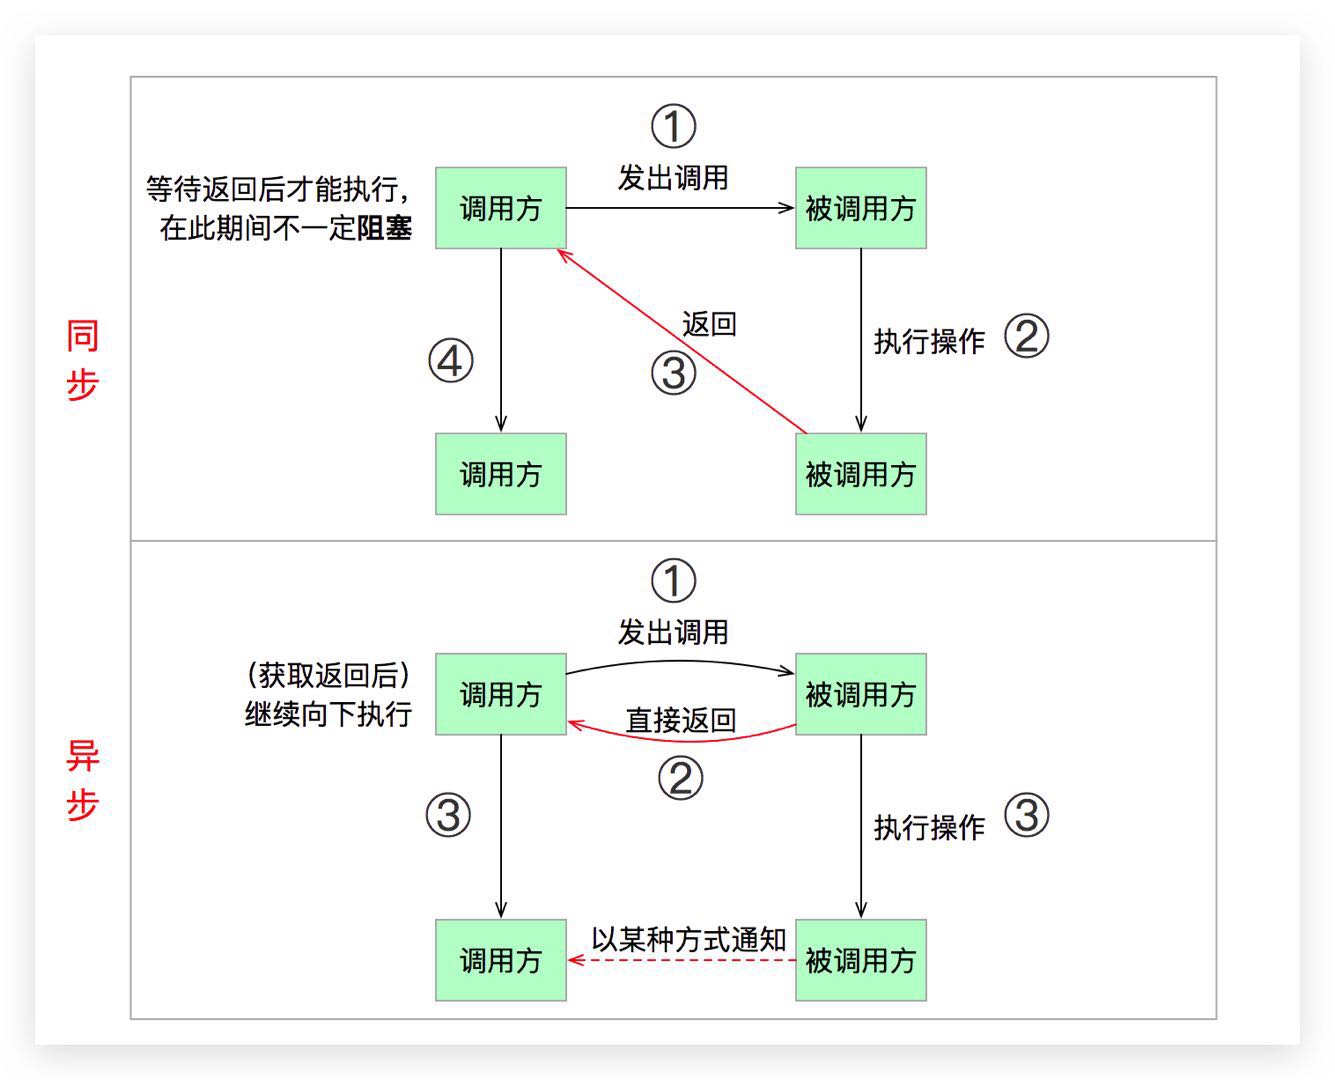 同
步
①
发出调用
等待返回后才能执行，
在此期间不一定阻塞
调用方
被调用方
返回
③
④
执行操作 ②
调用方
被调用方
异
步
①
发出调用
（获取返回后）
继续向下执行
调用方
被调用方
直接返回
②
③
执行操作 ③
以某种方式通知
调用方
被调用方